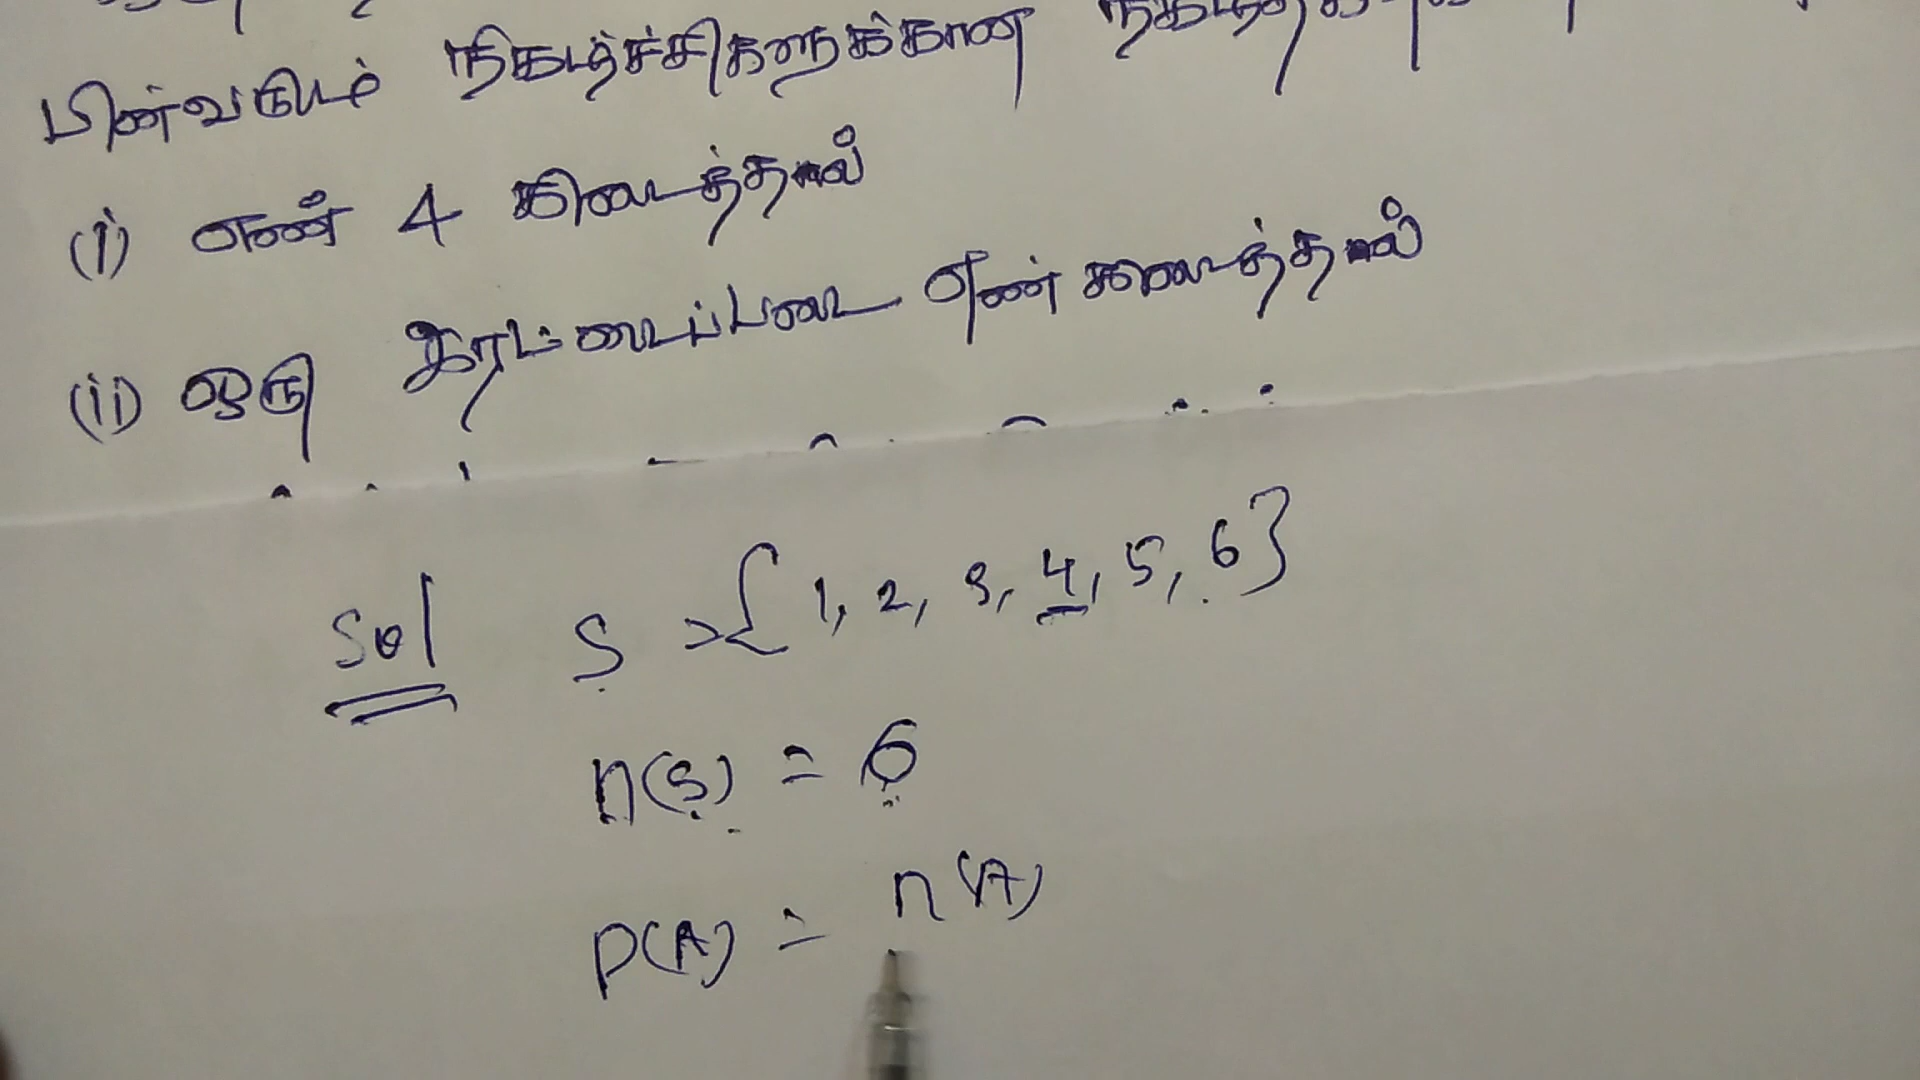 பின்வரும் நிகழ்ச்சிகளுக்கான
(i) எண் 4 கிடைத்தல்
(ii) ஒரு இரட்டைப்படை எண் கிடைத்தல்
Sol S = { 1, 2, 3, 4, 5, 6 }
n(S) = 6
P(A) = n(A)